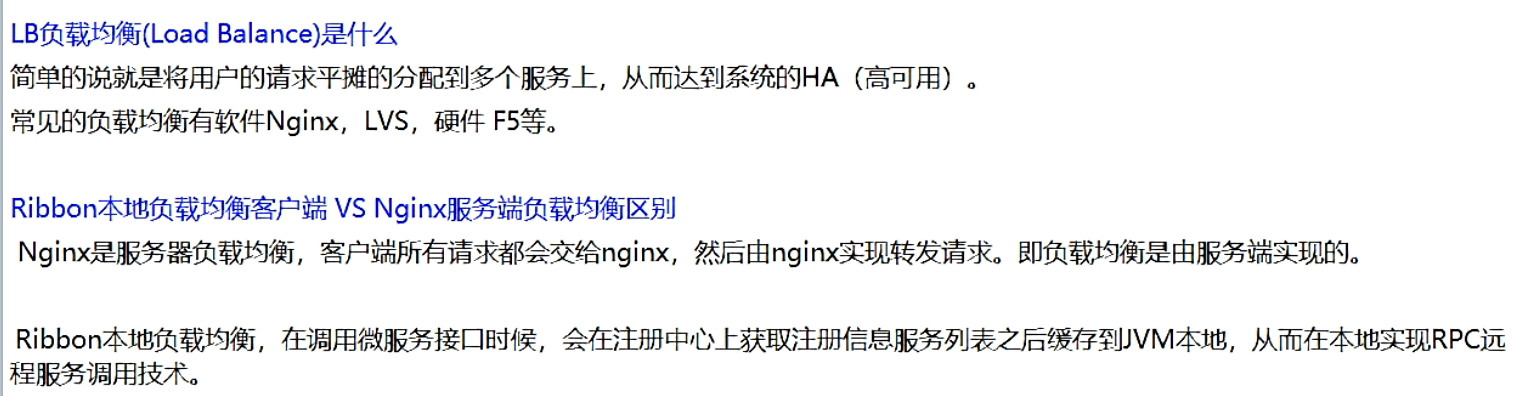 LB负载均衡(Load Balance)是什么
简单的说就是将用户的请求平摊的分配到多个服务上，从而达到系统的HA（高可用）。
常见的负载均衡有软件Nginx，LVS，硬件 F5等。
Ribbon本地负载均衡客户端 VS Nginx服务端负载均衡区别
Nginx是服务器负载均衡，客户端所有请求都会交给nginx，然后由nginx实现转发请求。即负载均衡是由服务端实现的。
Ribbon本地负载均衡，在调用微服务接口时候，会在注册中心上获取注册信息服务列表之后缓存到JVM本地，从而在本地实现RPC远
程服务调用技术。